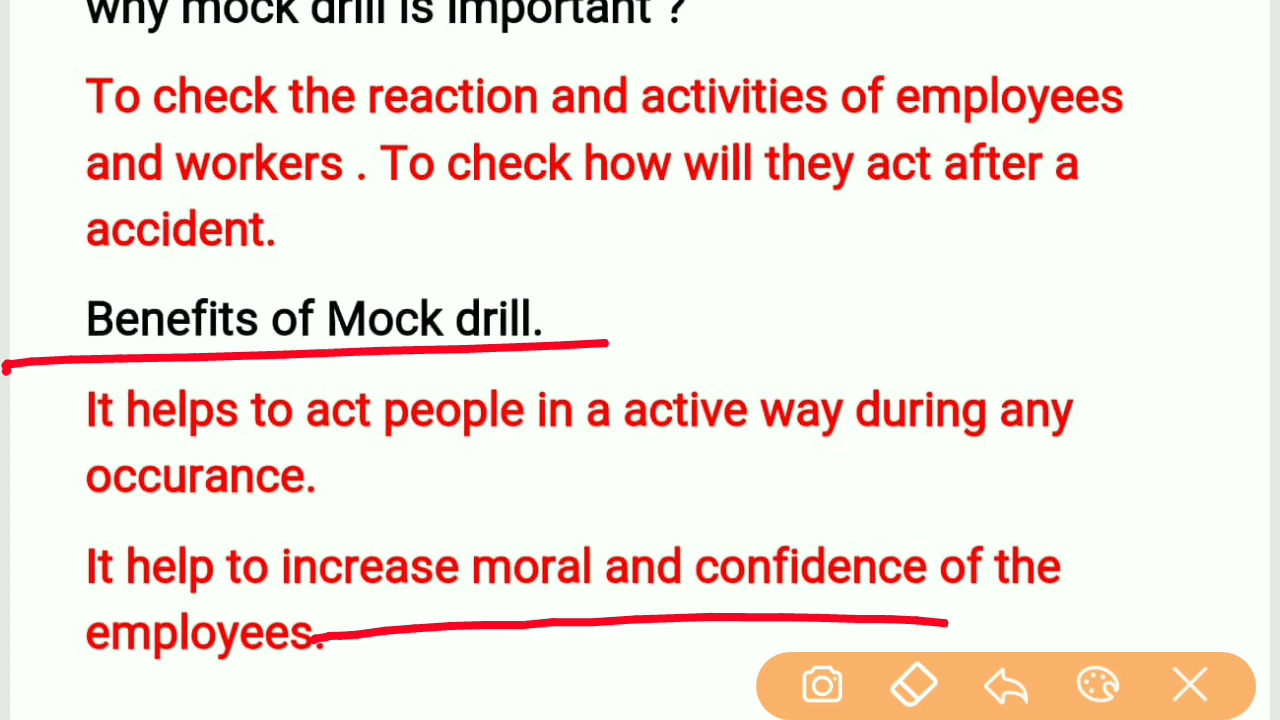 why mock drill is important ?
To check the reaction and activities of employees
and workers . To check how will they act after a
accident.
Benefits of Mock drill.
It helps to act people in a active way during any
occurance.
It help to increase moral and confidence of the
employees.